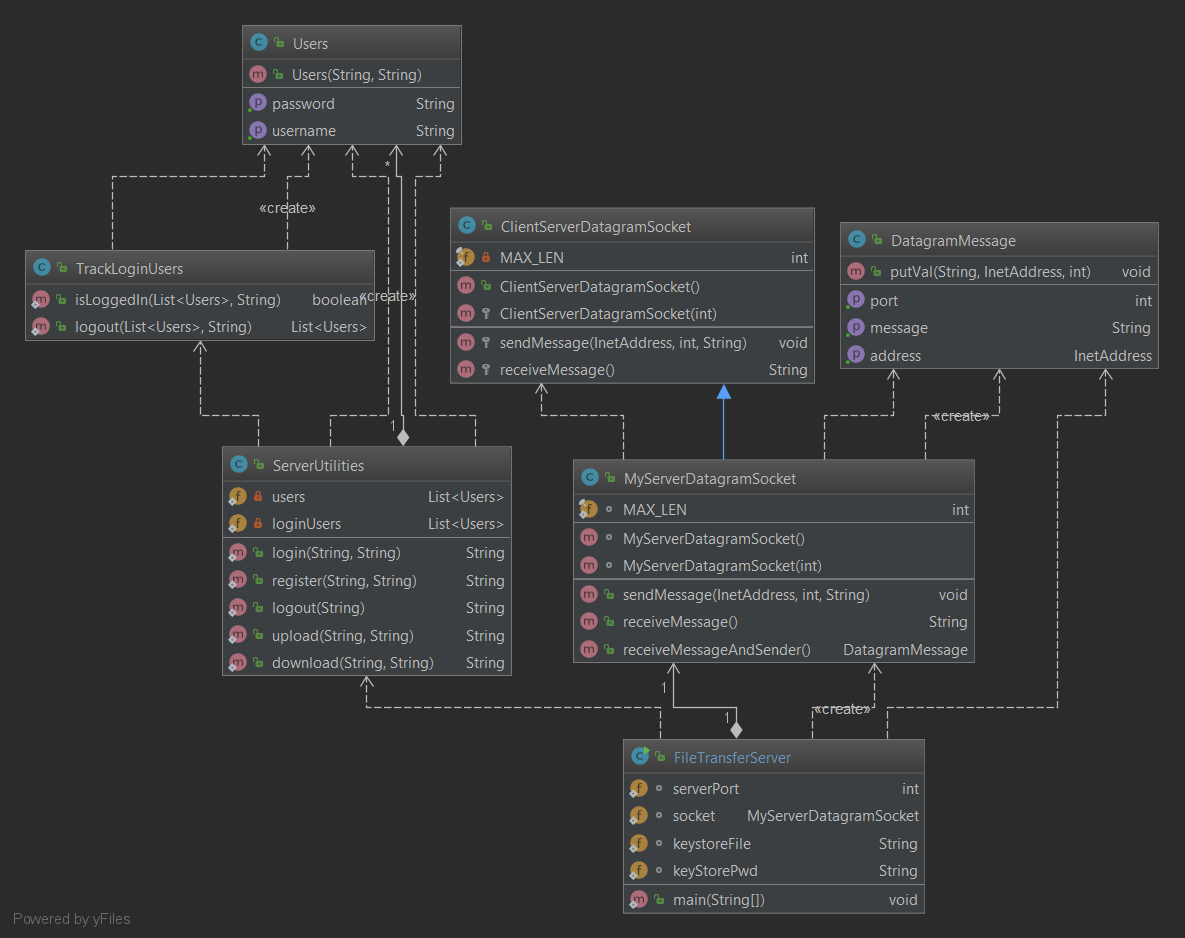 Users
Users(String, String)
password String
username String
*
«create»
TrackLoginUsers
isLoggedIn(List<Users>, String) boolean
logout(List<Users>, String) List<Users>
«create»
ClientServerDatagramSocket
MAX_LEN int
ClientServerDatagramSocket()
ClientServerDatagramSocket(int)
sendMessage(InetAddress, int, String) void
receiveMessage() String
DatagramMessage
putVal(String, InetAddress, int) void
port int
message String
address InetAddress
1
«create»
ServerUtilities
users List<Users>
loginUsers List<Users>
login(String, String) String
register(String, String) String
logout(String) String
upload(String, String) String
download(String, String) String
MyServerDatagramSocket
MAX_LEN int
MyServerDatagramSocket()
MyServerDatagramSocket(int)
sendMessage(InetAddress, int, String) void
receiveMessage() String
receiveMessageAndSender() DatagramMessage
1
1
«create»
FileTransferServer
serverPort int
socket MyServerDatagramSocket
keystoreFile String
keyStorePwd String
main(String[]) void
Powered by yFiles